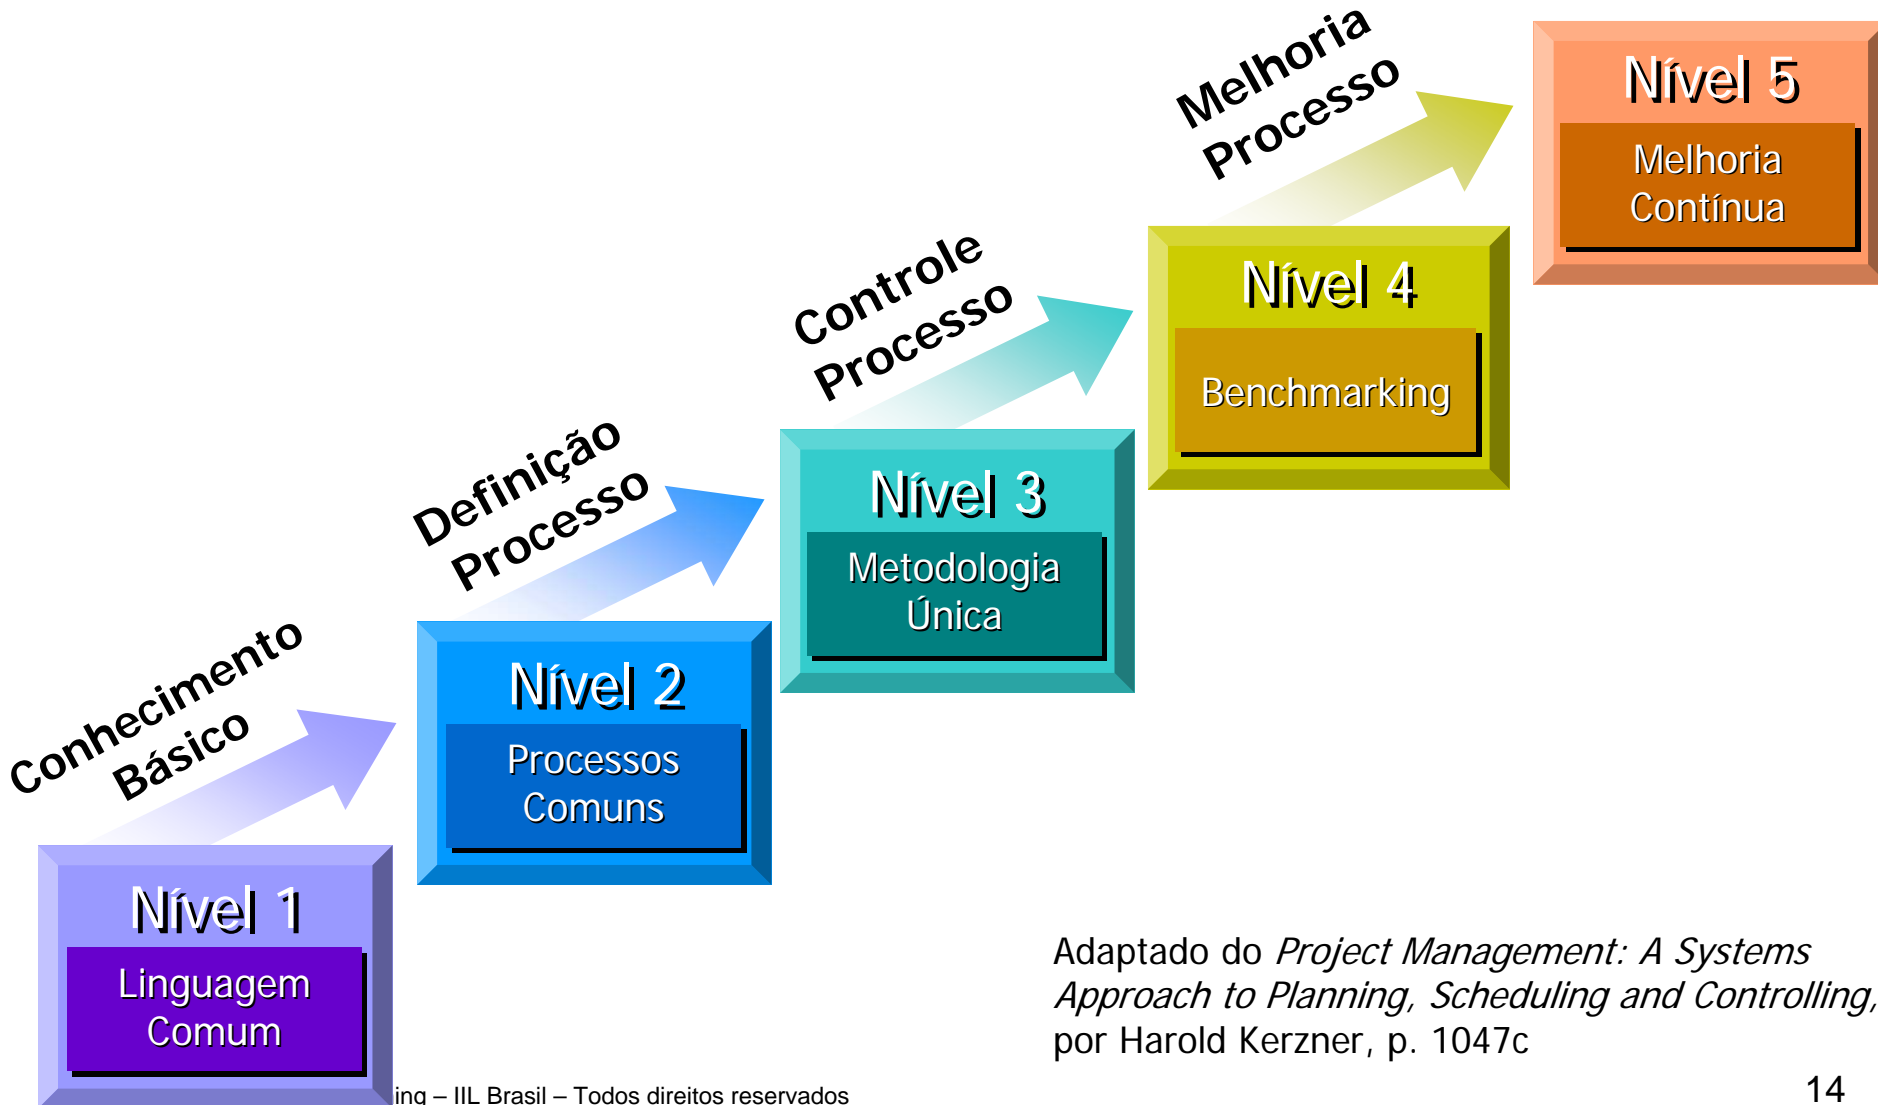 Melhoria
Processo
Nível 5
Melhoria
Contínua
Controle
Processo
Nível 4
Benchmarking
Definição
Processo
Nível 3
Metodologia
Única
Conhecimento
Básico
Nível 2
Processos
Comuns
Nível 1
Linguagem
Comum
Adaptado do Project Management: A Systems
Approach to Planning, Scheduling and Controlling,
por Harold Kerzner, p. 1047c
– IIL Brasil – Todos direitos reservados
14